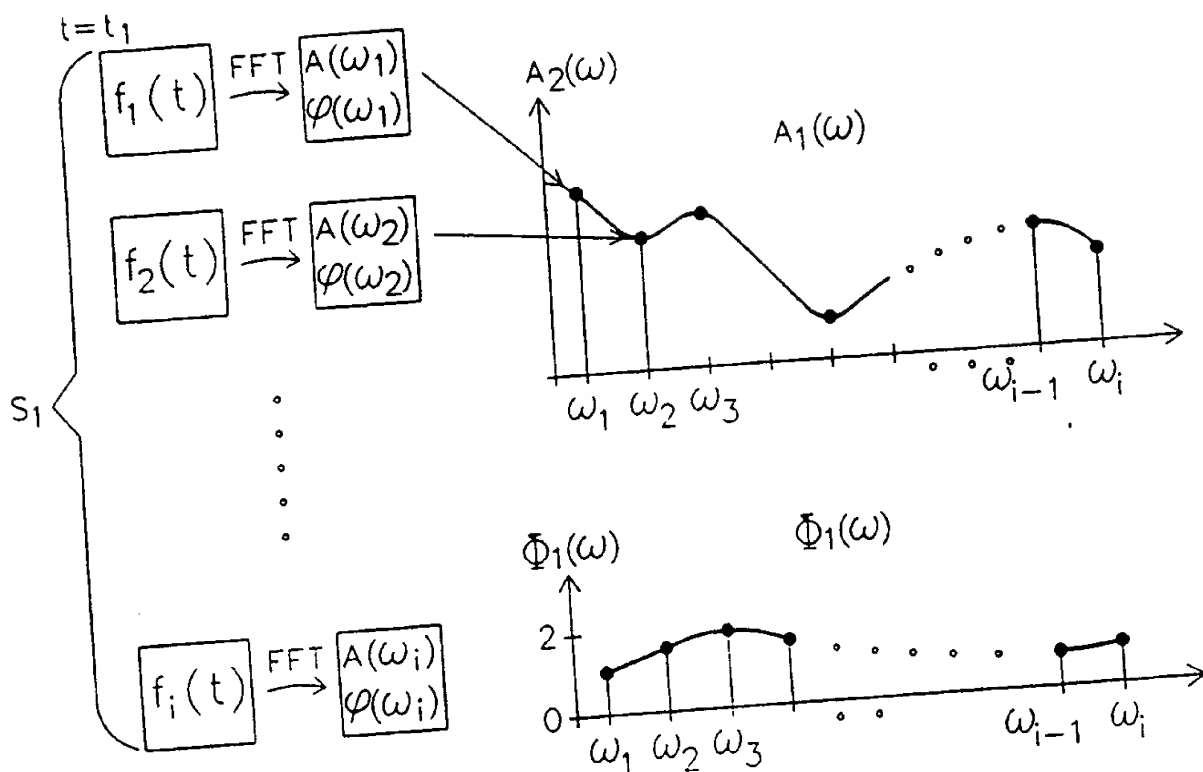 t=t₁
f₁(t) FFT A(ω₁) φ(ω₁)
f₂(t) FFT A(ω₂) φ(ω₂)
S₁
fᵢ(t) FFT A(ωᵢ) φ(ωᵢ)
A₂(ω)
A₁(ω)
ω₁ ω₂ ω₃ ωᵢ₋₁ ωᵢ
Φ₁(ω)
Φ₁(ω)
2
0
ω₁ ω₂ ω₃ ωᵢ₋₁ ωᵢ